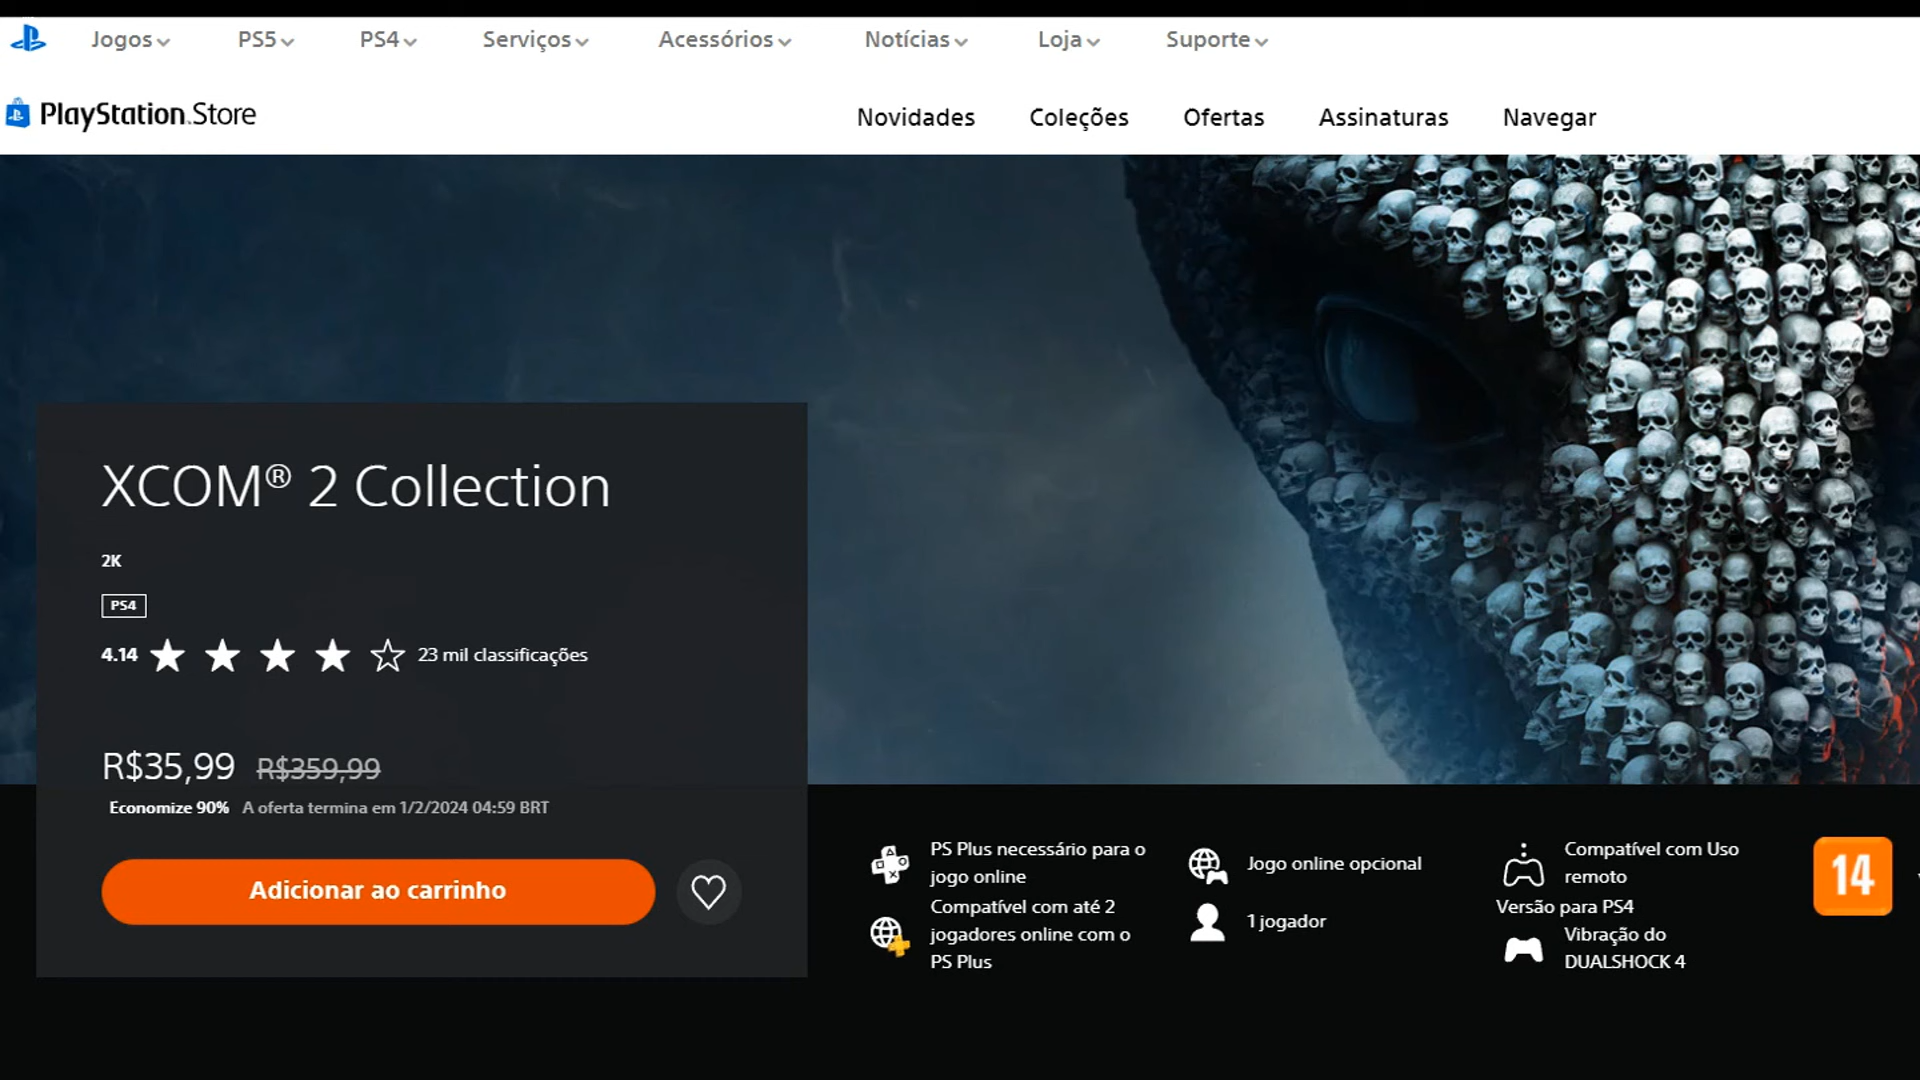 Jogos PS5 PS4 Serviços Acessórios Notícias Loja Suporte
PlayStation Store
Novidades Coleções Ofertas Assinaturas Navegar
XCOM® 2 Collection
2K
PS4
4.14 23 mil classificações
R$35,99 R$359,99
Economize 90% A oferta termina em 1/2/2024 04:59 BRT
Adicionar ao carrinho
PS Plus necessário para o
jogo online
Compatível com até 2
jogadores online com o
PS Plus
Jogo online opcional
1 jogador
Compatível com Uso
remoto
Versão para PS4
Vibração do
DUALSHOCK 4
14